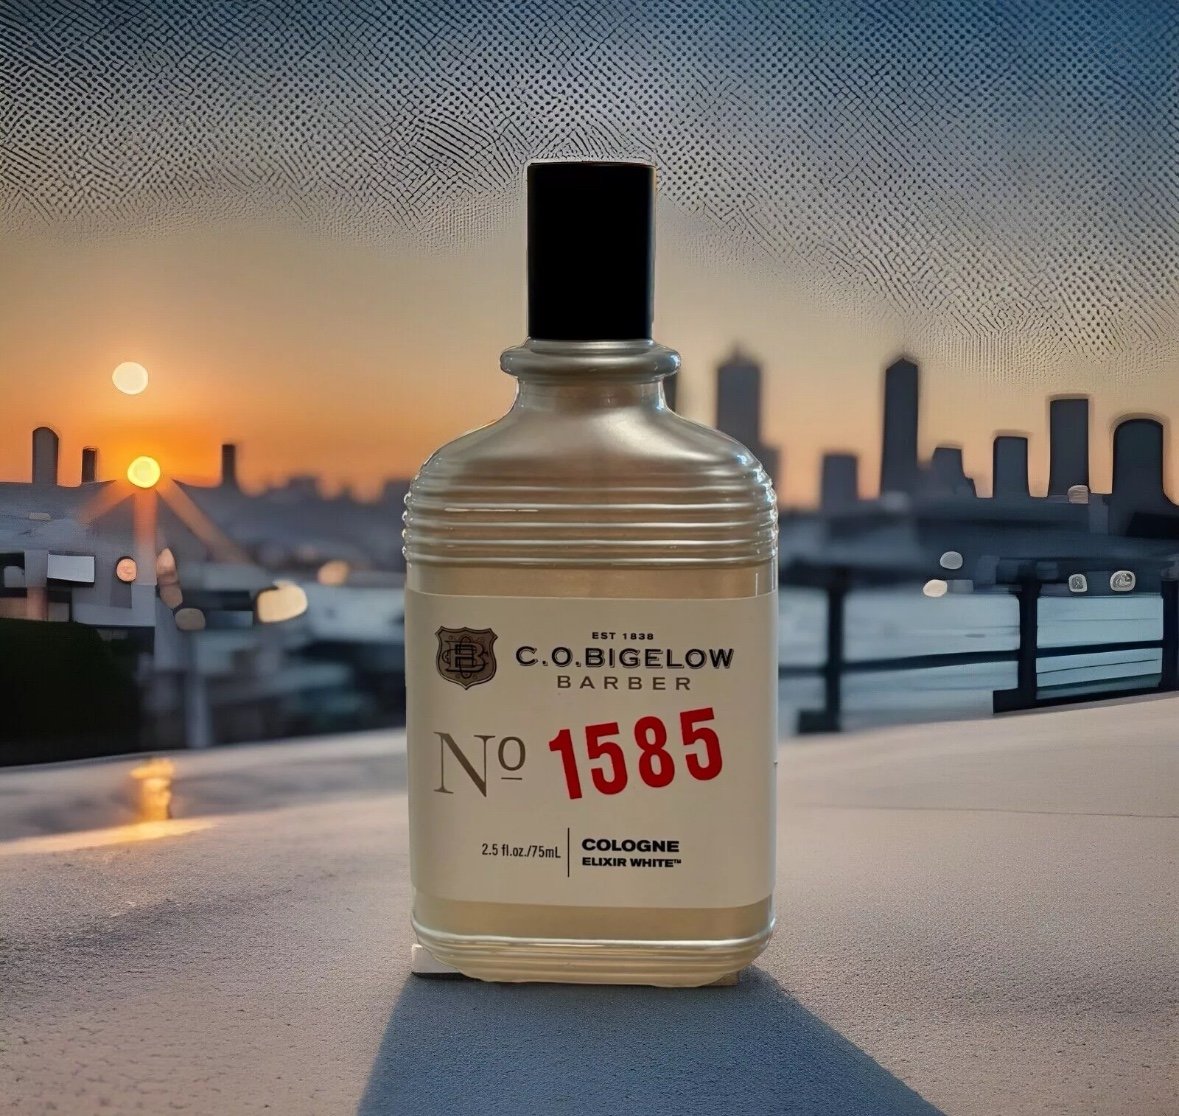 EST 1838
C.O.BIGELOW
BARBER
Nº 1585
2.5 fl.oz./75mL
COLOGNE
ELIXIR WHITE™